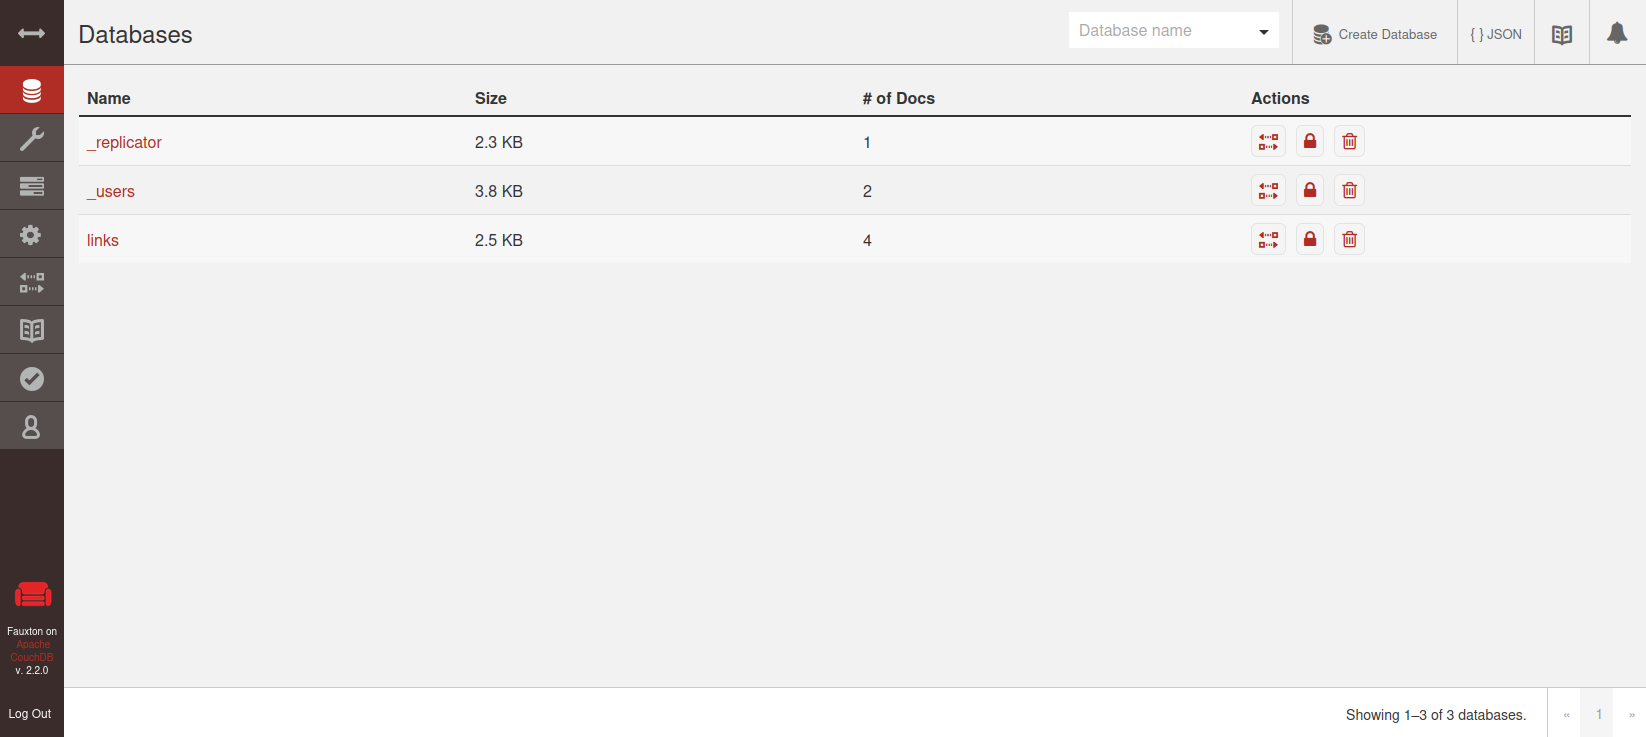 Databases
Database name
Create Database
{ } JSON
Name Size # of Docs Actions
_replicator 2.3 KB 1
_users 3.8 KB 2
links 2.5 KB 4
Fauxton on
Apache
CouchDB
v. 2.2.0
Log Out
Showing 1–3 of 3 databases.
« 1 »